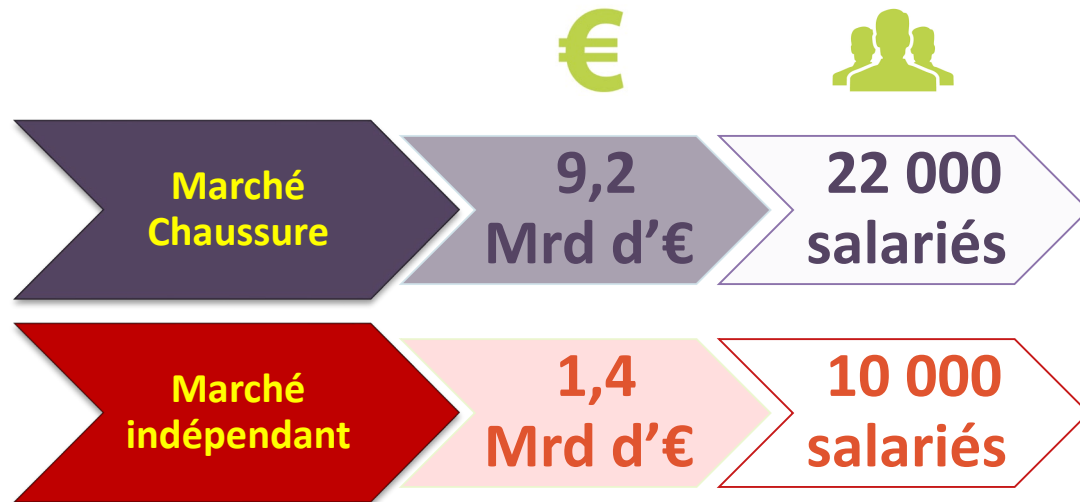 €
Marché
Chaussure
9,2
Mrd d’€
22 000
salariés
Marché
indépendant
1,4
Mrd d’€
10 000
salariés